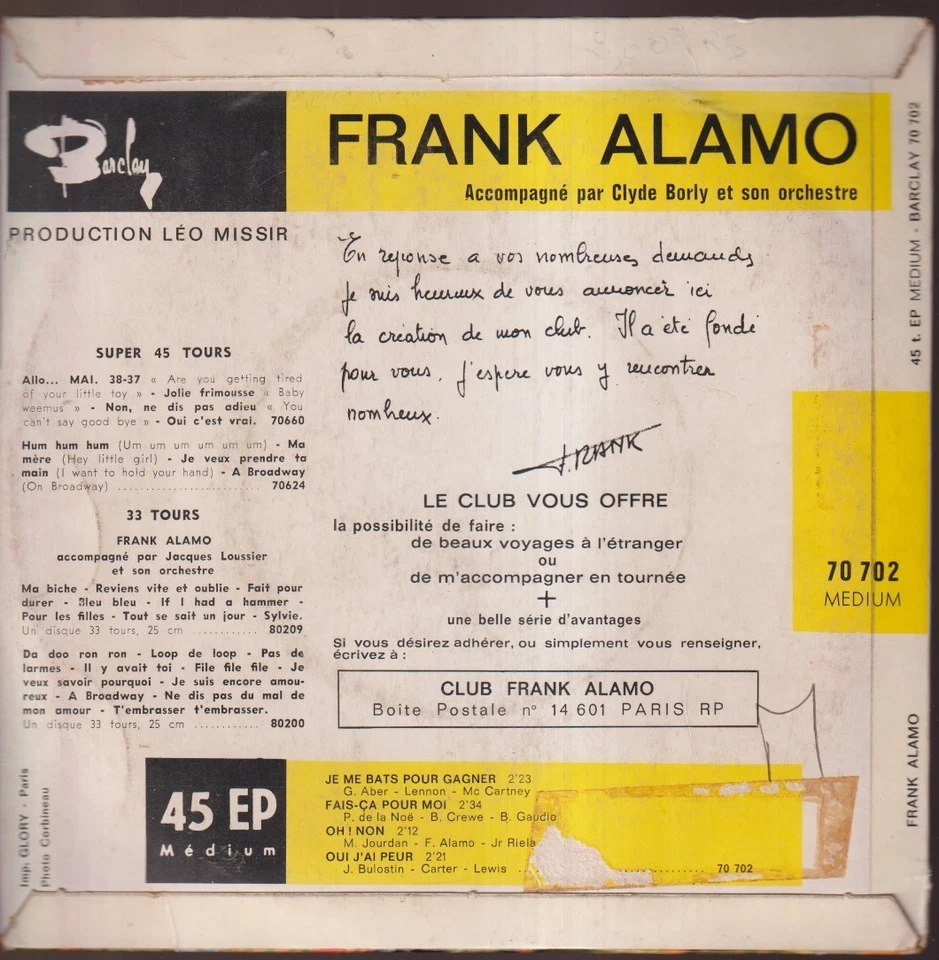 Barclay
FRANK ALAMO
Accompagné par Clyde Borly et son orchestre
PRODUCTION LÉO MISSIR
En reponse a vos nombreuses demandes
je suis heureux de vous annoncer ici
la création de mon club. Il a été fondé
pour vous, j'espere vous y rencontrer
nombreux.
FRANK
SUPER 45 TOURS
Allo... MAI. 38-37 « Are you getting tired
of your little toy » - Jolie frimousse « Baby
weemus » - Non, ne dis pas adieu « You
can't say good bye » - Oui c'est vrai. 70660
Hum hum hum (Um um um um um um) - Ma
mère (Hey little girl) - Je veux prendre ta
main (I want to hold your hand) - A Broadway
(On Broadway) .......................... 70624
33 TOURS
FRANK ALAMO
accompagné par Jacques Loussier
et son orchestre
Ma biche - Reviens vite et oublie - Fait pour
durer - Bleu bleu - If I had a hammer -
Pour les filles - Tout se sait un jour - Sylvie.
Un disque 33 tours, 25 cm ............ 80209
Da doo ron ron - Loop de loop - Pas de
larmes - Il y avait toi - File file file - Je
veux savoir pourquoi - Je suis encore amou-
reux - A Broadway - Ne dis pas du mal de
mon amour - T'embrasser t'embrasser.
Un disque 33 tours, 25 cm ............ 80200
LE CLUB VOUS OFFRE
la possibilité de faire :
de beaux voyages à l'étranger
ou
de m'accompagner en tournée
+
une belle série d'avantages
Si vous désirez adhérer, ou simplement vous renseigner,
écrivez à :
CLUB FRANK ALAMO
Boîte Postale n° 14 601 PARIS RP
70 702
MEDIUM
45 t. EP MEDIUM - BARCLAY 70 702
FRANK ALAMO
45 EP
Médium
JE ME BATS POUR GAGNER 2'23
G. Aber - Lennon - Mc Cartney
FAIS-ÇA POUR MOI 2'34
P. de la Noë - B. Crewe - B. Gaudio
OH ! NON 2'12
M. Jourdan - F. Alamo - Jr Riela
OUI J'AI PEUR 2'21
J. Bulostin - Carter - Lewis .. .............. 70 702
Imp. GLORY - Paris
Photo Corbineau